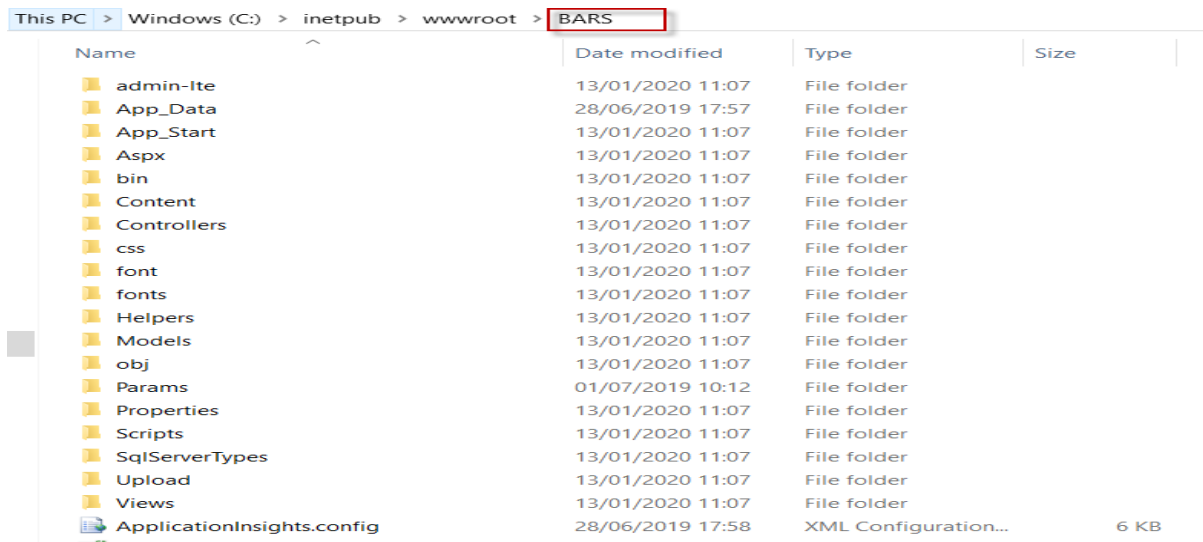 This PC > Windows (C:) > inetpub > wwwroot > BARS
Name Date modified Type Size
admin-lte 13/01/2020 11:07 File folder
App_Data 28/06/2019 17:57 File folder
App_Start 13/01/2020 11:07 File folder
Aspx 13/01/2020 11:07 File folder
bin 13/01/2020 11:07 File folder
Content 13/01/2020 11:07 File folder
Controllers 13/01/2020 11:07 File folder
css 13/01/2020 11:07 File folder
font 13/01/2020 11:07 File folder
fonts 13/01/2020 11:07 File folder
Helpers 13/01/2020 11:07 File folder
Models 13/01/2020 11:07 File folder
obj 13/01/2020 11:07 File folder
Params 01/07/2019 10:12 File folder
Properties 13/01/2020 11:07 File folder
Scripts 13/01/2020 11:07 File folder
SqlServerTypes 13/01/2020 11:07 File folder
Upload 13/01/2020 11:07 File folder
Views 13/01/2020 11:07 File folder
ApplicationInsights.config 28/06/2019 17:58 XML Configuration... 6 KB